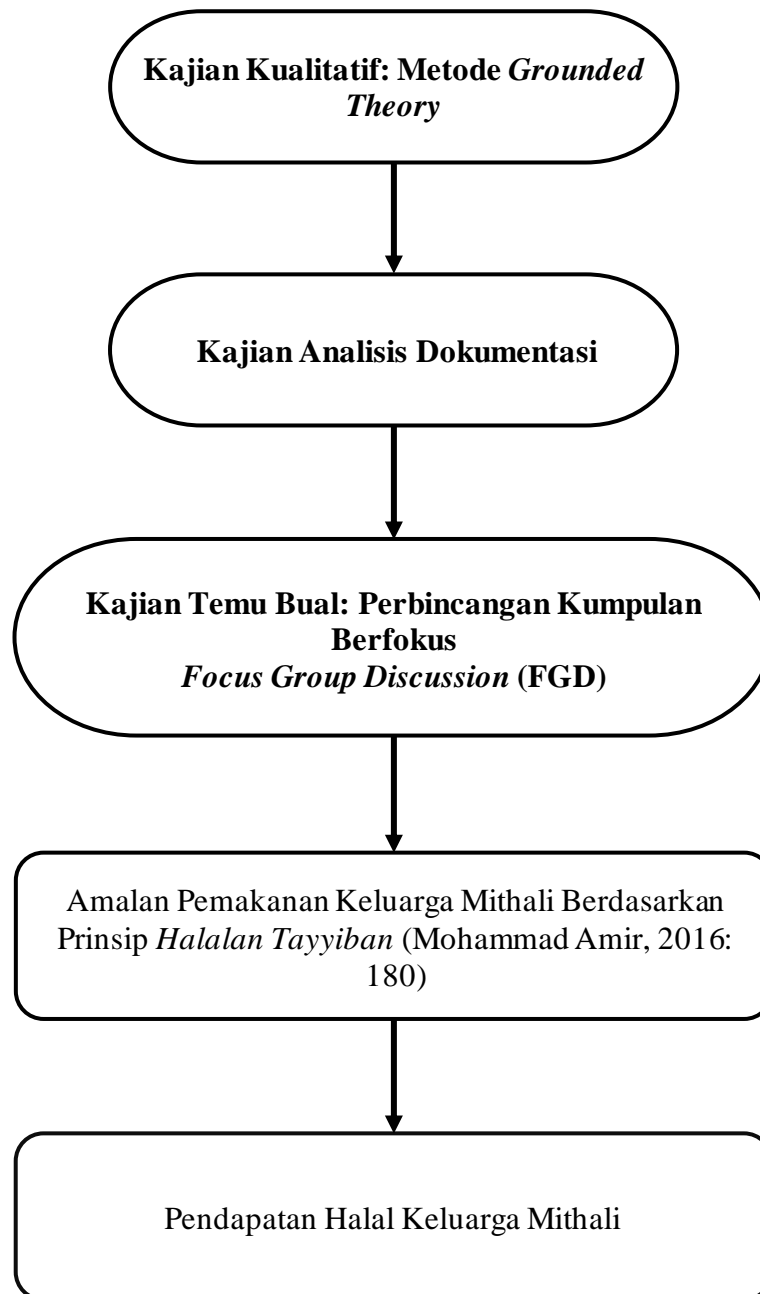 Kajian Kualitatif: Metode Grounded
Theory
Kajian Analisis Dokumentasi
Kajian Temu Bual: Perbincangan Kumpulan
Berfokus
Focus Group Discussion (FGD)
Amalan Pemakanan Keluarga Mithali Berdasarkan
Prinsip Halalan Tayyiban (Mohammad Amir, 2016:
180)
Pendapatan Halal Keluarga Mithali